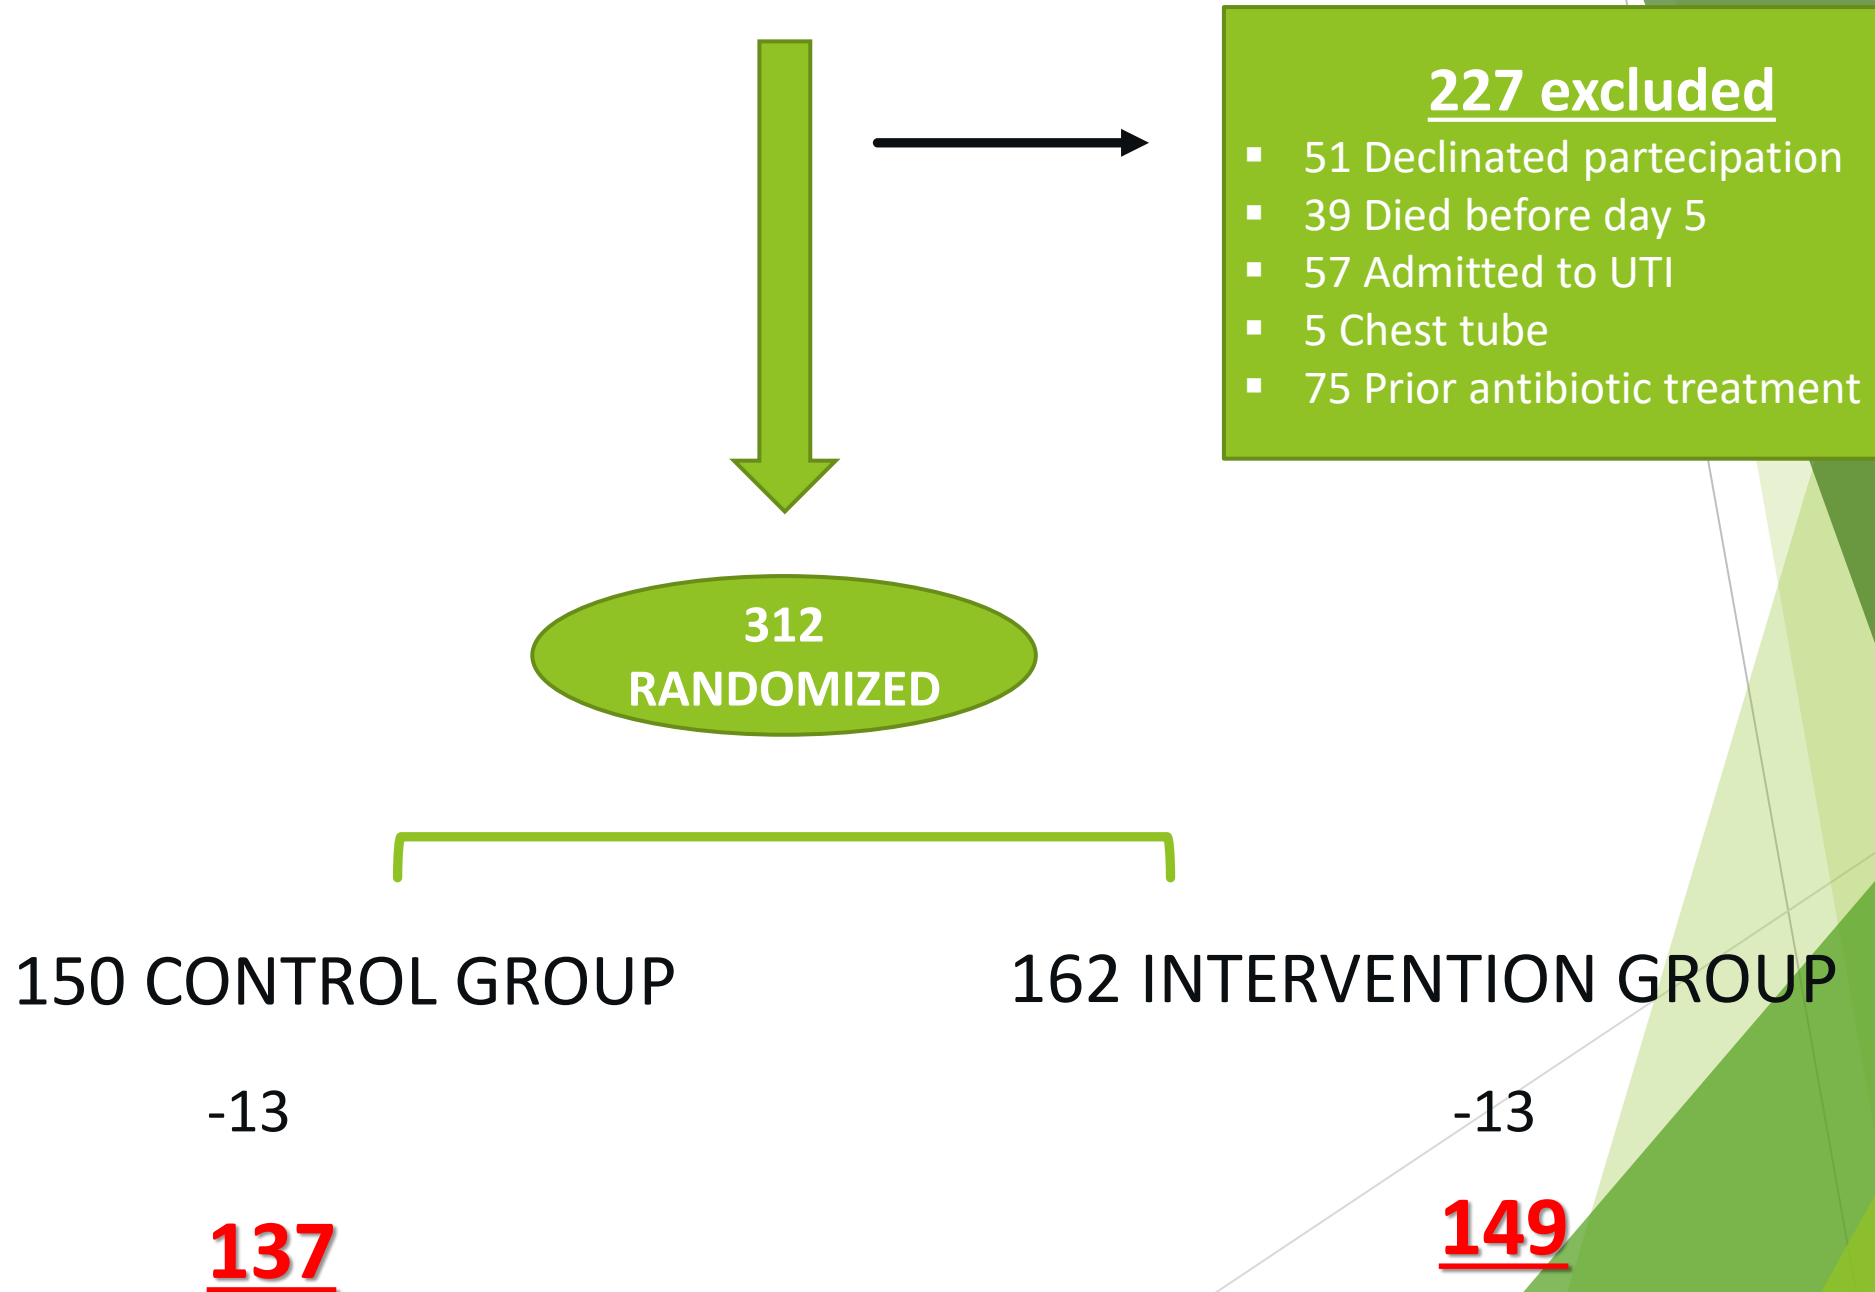 227 excluded
▪ 51 Declinated partecipation
▪ 39 Died before day 5
▪ 57 Admitted to UTI
▪ 5 Chest tube
▪ 75 Prior antibiotic treatment
312
RANDOMIZED
150 CONTROL GROUP
162 INTERVENTION GROUP
-13
-13
137
149